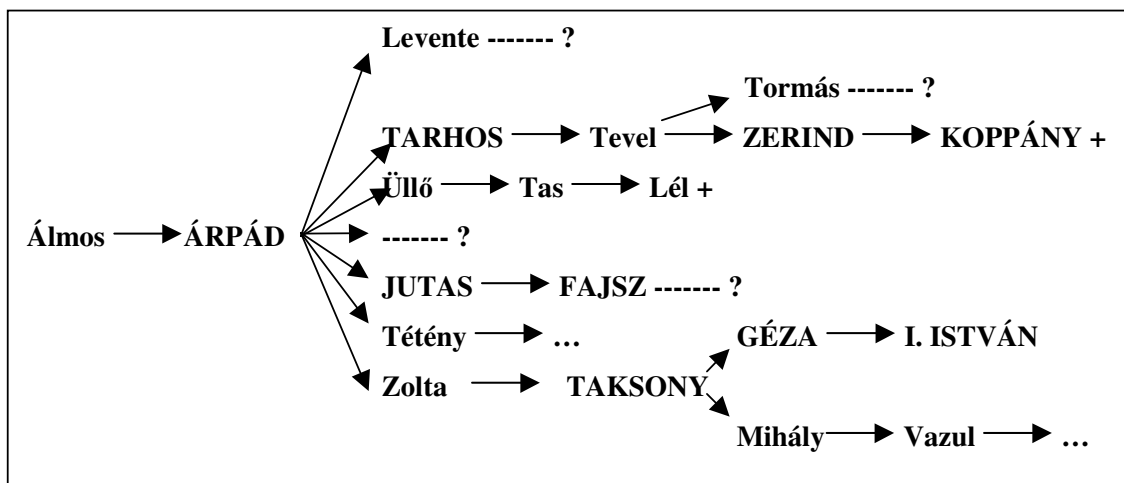 Levente ------- ?
Tormás ------- ?
TARHOS Tevel ZERIND KOPPÁNY +
Üllő Tas Lél +
Álmos ÁRPÁD ------- ?
JUTAS FAJSZ ------- ?
Tétény … GÉZA I. ISTVÁN
Zolta TAKSONY
Mihály Vazul …